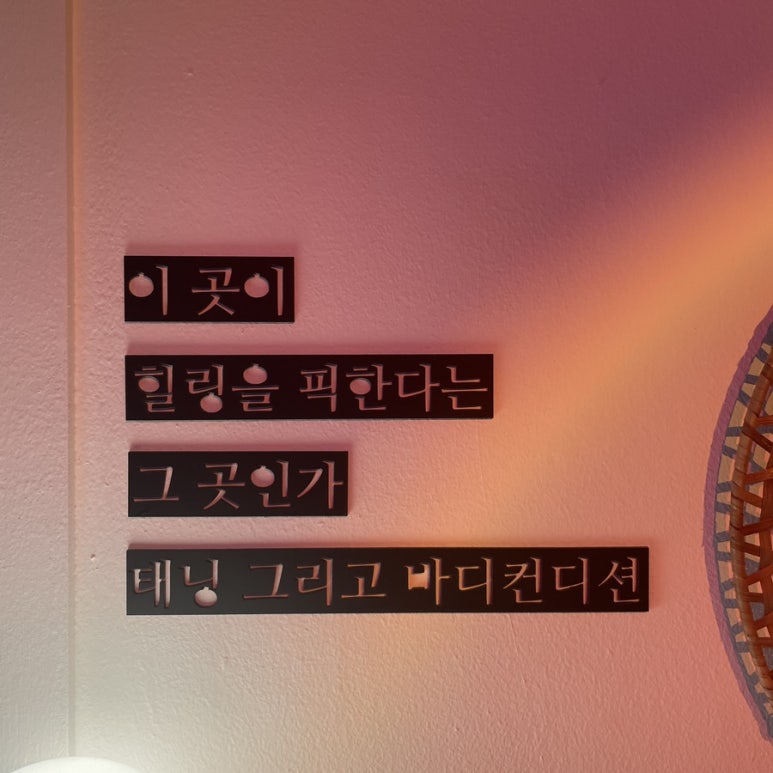 이 곳이
힐링을 픽한다는
그 곳인가
태닝 그리고 바디컨디션